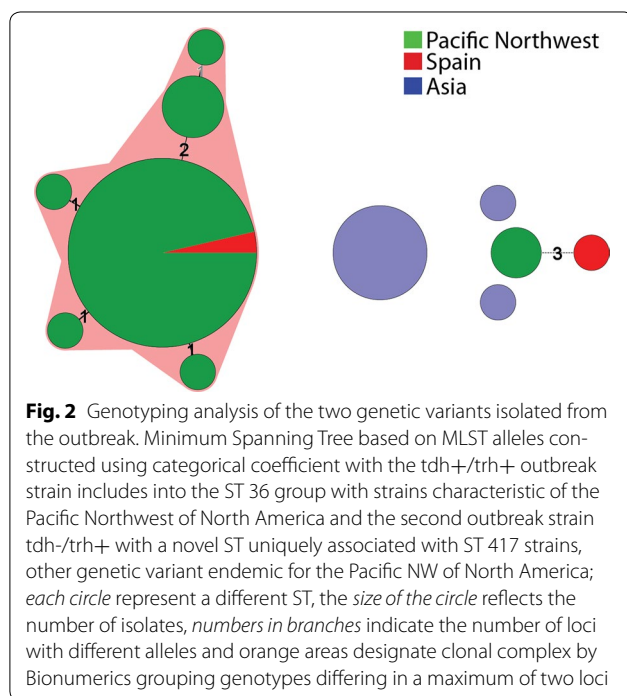 Pacific Northwest
Spain
Asia
1
2
1
1
1
3
Fig. 2 Genotyping analysis of the two genetic variants isolated from
the outbreak. Minimum Spanning Tree based on MLST alleles con-
structed using categorical coefficient with the tdh+/trh+ outbreak
strain includes into the ST 36 group with strains characteristic of the
Pacific Northwest of North America and the second outbreak strain
tdh-/trh+ with a novel ST uniquely associated with ST 417 strains,
other genetic variant endemic for the Pacific NW of North America;
each circle represent a different ST, the size of the circle reflects the
number of isolates, numbers in branches indicate the number of loci
with different alleles and orange areas designate clonal complex by
Bionumerics grouping genotypes differing in a maximum of two loci